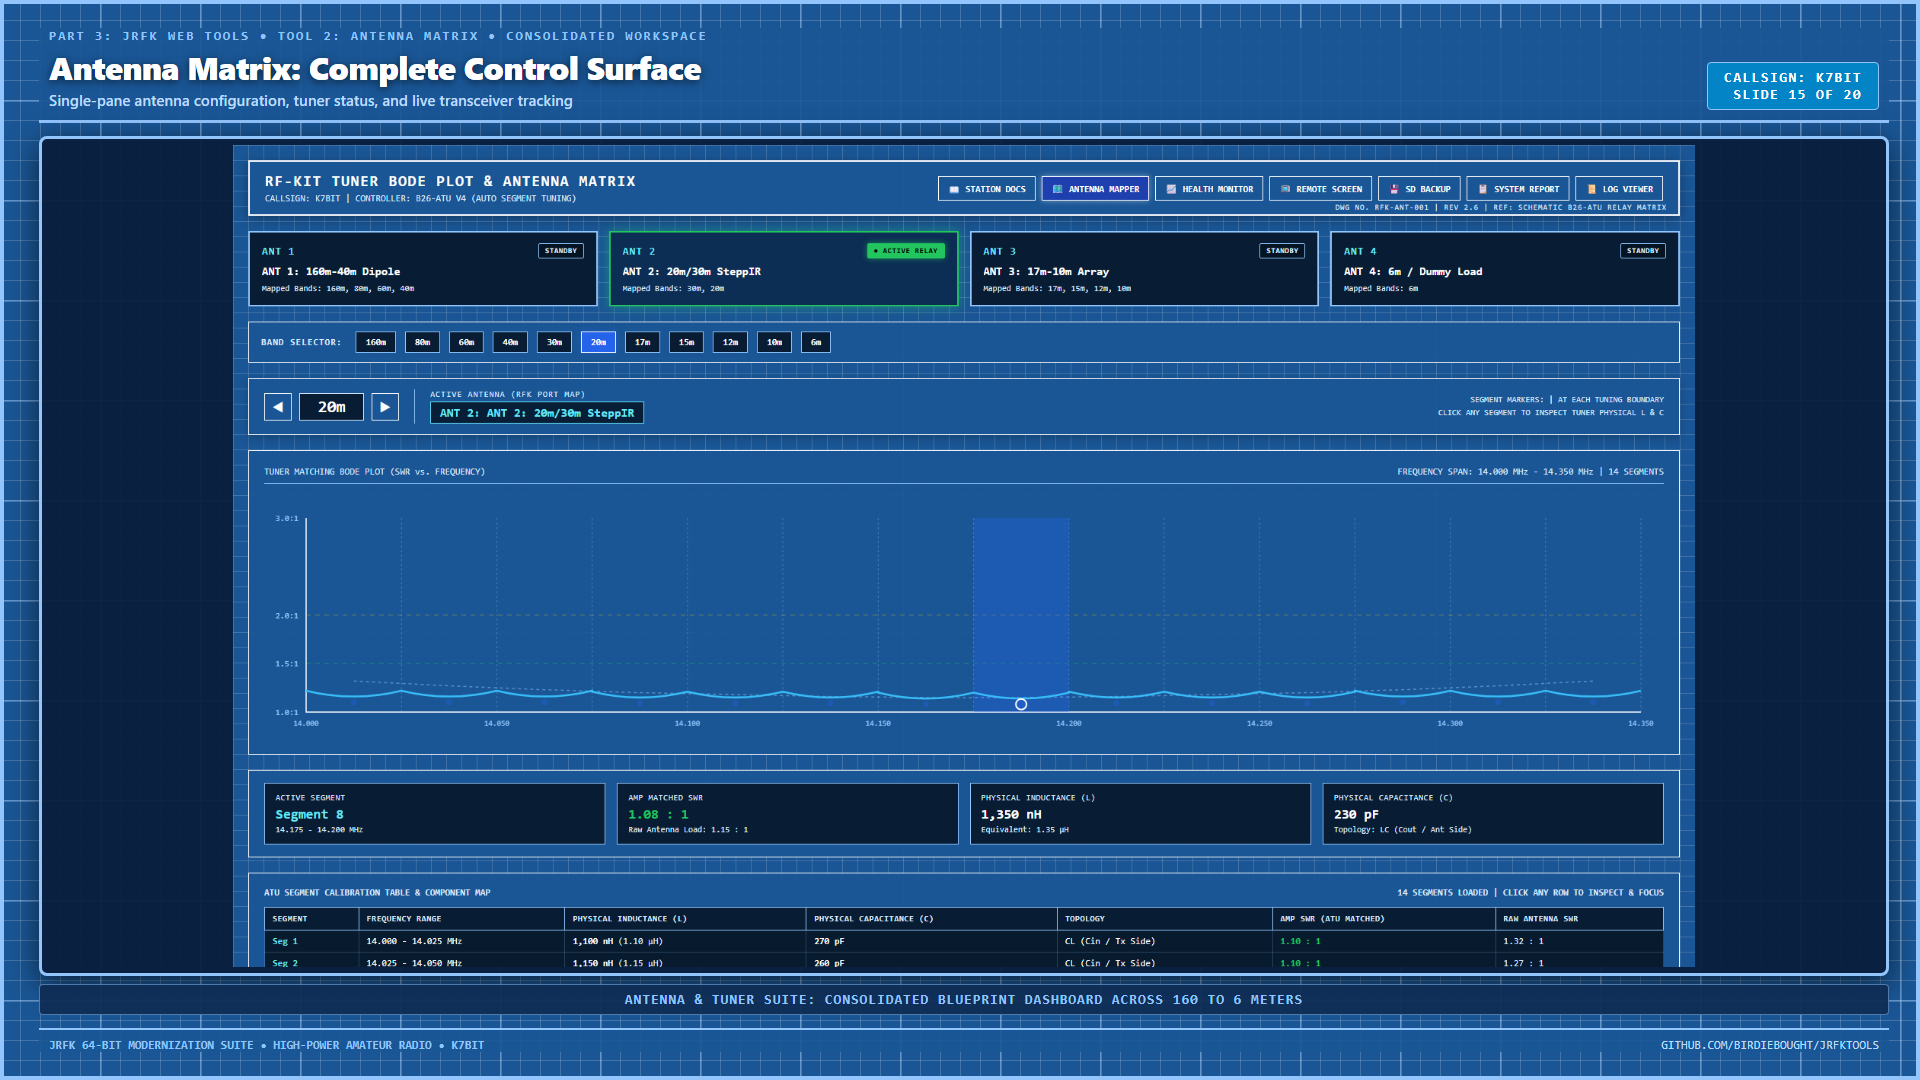 PART 3: JRFK WEB TOOLS • TOOL 2: ANTENNA MATRIX • CONSOLIDATED WORKSPACE
Antenna Matrix: Complete Control Surface
Single-pane antenna configuration, tuner status, and live transceiver tracking
CALLSIGN: K7BIT
SLIDE 15 OF 20
RF-KIT TUNER BODE PLOT & ANTENNA MATRIX
CALLSIGN: K7BIT | CONTROLLER: B26-ATU V4 (AUTO SEGMENT TUNING)
STATION DOCS
ANTENNA MAPPER
HEALTH MONITOR
REMOTE SCREEN
SD BACKUP
SYSTEM REPORT
LOG VIEWER
DWG NO. RFK-ANT-001 | REV 2.6 | REF: SCHEMATIC B26-ATU RELAY MATRIX
ANT 1
STANDBY
ANT 1: 160m-40m Dipole
Mapped Bands: 160m, 80m, 60m, 40m
ANT 2
● ACTIVE RELAY
ANT 2: 20m/30m SteppIR
Mapped Bands: 30m, 20m
ANT 3
STANDBY
ANT 3: 17m-10m Array
Mapped Bands: 17m, 15m, 12m, 10m
ANT 4
STANDBY
ANT 4: 6m / Dummy Load
Mapped Bands: 6m
BAND SELECTOR: 160m 80m 60m 40m 30m 20m 17m 15m 12m 10m 6m
◀ 20m ▶
ACTIVE ANTENNA (RFK PORT MAP)
ANT 2: ANT 2: 20m/30m SteppIR
SEGMENT MARKERS: | AT EACH TUNING BOUNDARY
CLICK ANY SEGMENT TO INSPECT TUNER PHYSICAL L & C
TUNER MATCHING BODE PLOT (SWR vs. FREQUENCY)
FREQUENCY SPAN: 14.000 MHz - 14.350 MHz | 14 SEGMENTS
3.0:1
2.0:1
1.5:1
1.0:1
14.000 14.050 14.100 14.150 14.200 14.250 14.300 14.350
ACTIVE SEGMENT
Segment 8
14.175 - 14.200 MHz
AMP MATCHED SWR
1.08 : 1
Raw Antenna Load: 1.15 : 1
PHYSICAL INDUCTANCE (L)
1,350 nH
Equivalent: 1.35 µH
PHYSICAL CAPACITANCE (C)
230 pF
Topology: LC (Cout / Ant Side)
ATU SEGMENT CALIBRATION TABLE & COMPONENT MAP
14 SEGMENTS LOADED | CLICK ANY ROW TO INSPECT & FOCUS
SEGMENT FREQUENCY RANGE PHYSICAL INDUCTANCE (L) PHYSICAL CAPACITANCE (C) TOPOLOGY AMP SWR (ATU MATCHED) RAW ANTENNA SWR
Seg 1 14.000 - 14.025 MHz 1,100 nH (1.10 µH) 270 pF CL (Cin / Tx Side) 1.10 : 1 1.32 : 1
Seg 2 14.025 - 14.050 MHz 1,150 nH (1.15 µH) 260 pF CL (Cin / Tx Side) 1.10 : 1 1.27 : 1
ANTENNA & TUNER SUITE: CONSOLIDATED BLUEPRINT DASHBOARD ACROSS 160 TO 6 METERS
JRFK 64-BIT MODERNIZATION SUITE • HIGH-POWER AMATEUR RADIO • K7BIT
GITHUB.COM/BIRDIEBOUGHT/JRFKTOOLS